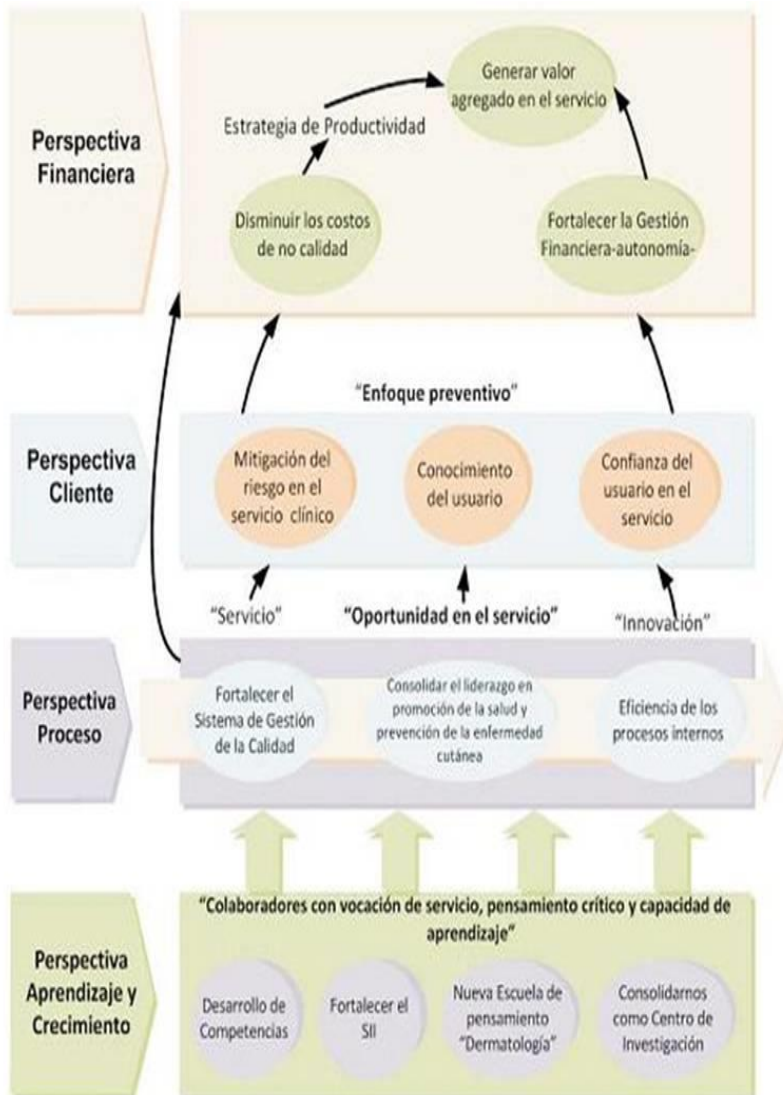 Perspectiva
Financiera
Generar valor
agregado en el servicio
Estrategia de Productividad
Disminuir los costos
de no calidad
Fortalecer la Gestión
Financiera-autonomía-
Perspectiva
Cliente
"Enfoque preventivo"
Mitigación del
riesgo en el
servicio clínico
Conocimiento
del usuario
Confianza del
usuario en el
servicio
"Servicio"
"Oportunidad en el servicio"
"Innovación"
Perspectiva
Proceso
Fortalecer el
Sistema de Gestión
de la Calidad
Consolidar el liderazgo en
promoción de la salud y
prevención de la enfermedad
cutánea
Eficiencia de los
procesos internos
Perspectiva
Aprendizaje y
Crecimiento
"Colaboradores con vocación de servicio, pensamiento crítico y capacidad de
aprendizaje"
Desarrollo de
Competencias
Fortalecer el
SII
Nueva Escuela de
pensamiento
"Dermatología"
Consolidarnos
como Centro de
Investigación